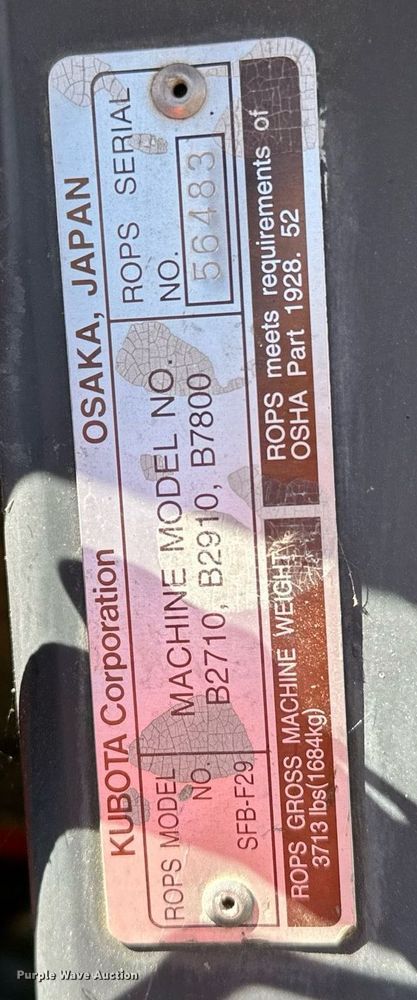 KUBOTA Corporation OSAKA, JAPAN
ROPS MODEL NO.
SFB-F29
MACHINE MODEL NO.
B2710, B2910, B7800
ROPS SERIAL
NO. 56483
ROPS GROSS MACHINE WEIGHT
3713 lbs(1684kg)
ROPS meets requirements of
OSHA Part 1928. 52
Purple Wave Auction